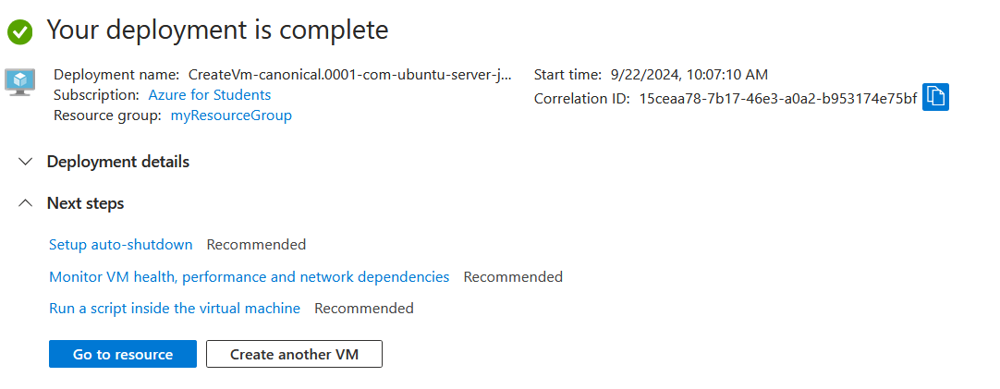 Your deployment is complete
Deployment name: CreateVm-canonical.0001-com-ubuntu-server-j...
Subscription: Azure for Students
Resource group: myResourceGroup
Start time: 9/22/2024, 10:07:10 AM
Correlation ID: 15ceaa78-7b17-46e3-a0a2-b953174e75bf
Deployment details
Next steps
Setup auto-shutdown Recommended
Monitor VM health, performance and network dependencies Recommended
Run a script inside the virtual machine Recommended
Go to resource Create another VM